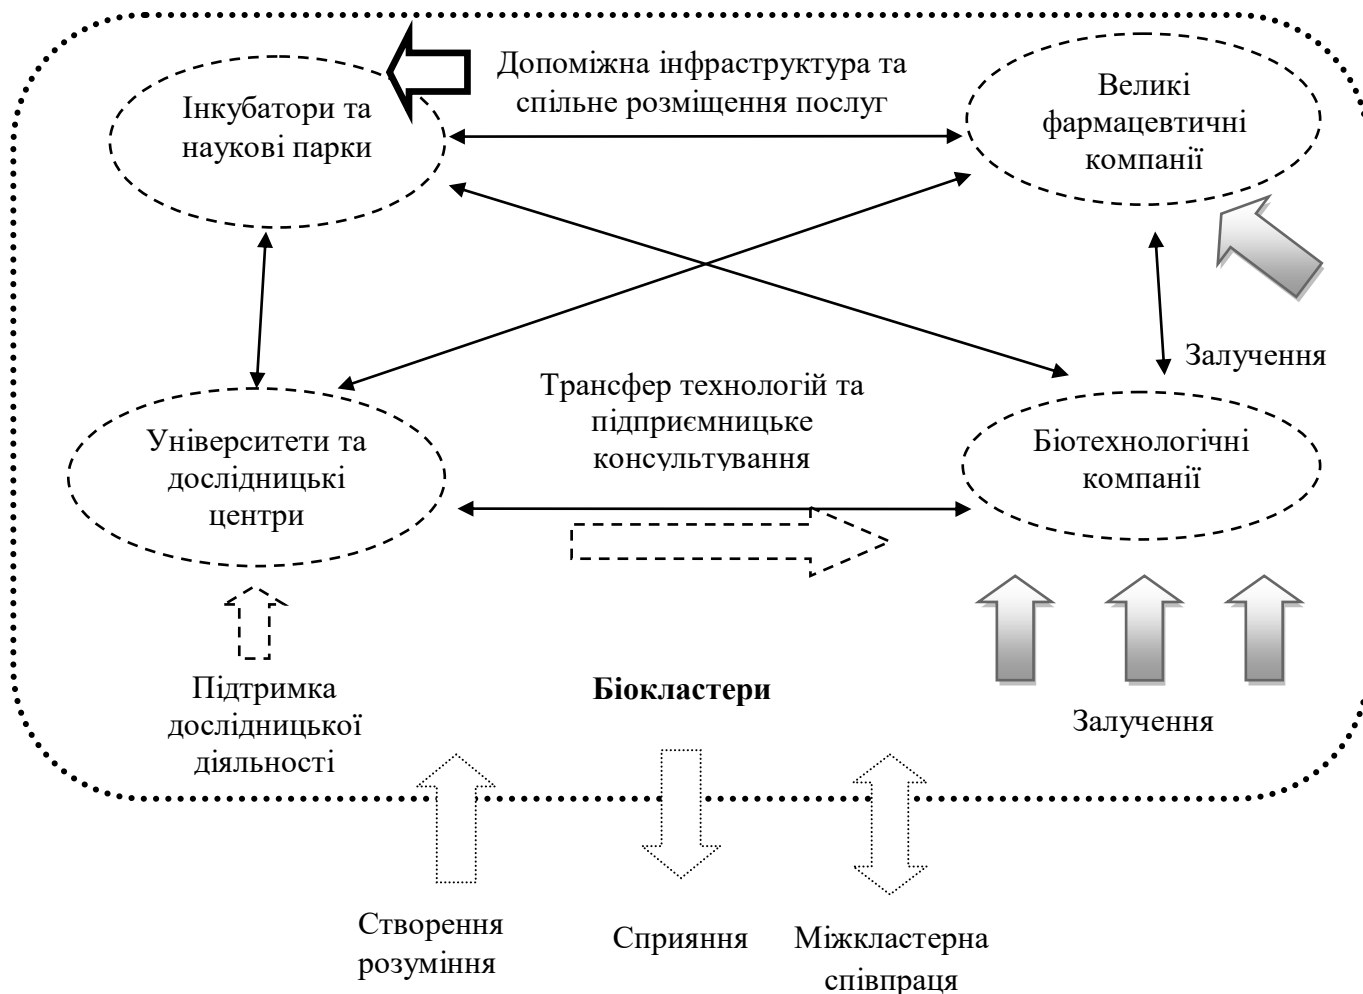 Допоміжна інфраструктура та
спільне розміщення послуг
Інкубатори та
наукові парки
Великі
фармацевтичні
компанії
Залучення
Трансфер технологій та
підприємницьке
консультування
Університети та
дослідницькі
центри
Біотехнологічні
компанії
Підтримка
дослідницької
діяльності
Біокластери
Залучення
Створення
розуміння
Сприяння
Міжкластерна
співпраця